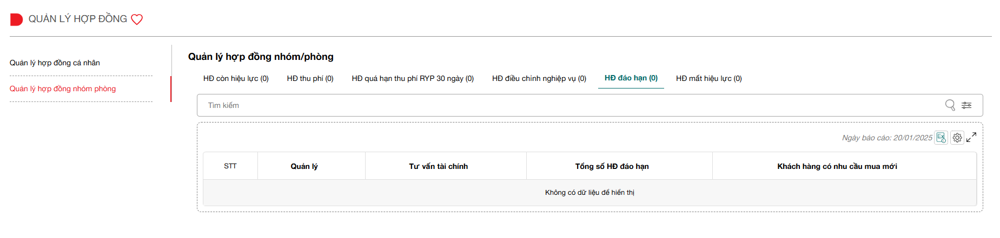 QUẢN LÝ HỢP ĐỒNG
Quản lý hợp đồng cá nhân
Quản lý hợp đồng nhóm phòng
Quản lý hợp đồng nhóm/phòng
HĐ còn hiệu lực (0) HĐ thu phí (0) HĐ quá hạn thu phí RYP 30 ngày (0) HĐ điều chỉnh nghiệp vụ (0) HĐ đáo hạn (0) HĐ mất hiệu lực (0)
Tìm kiếm
Ngày báo cáo: 20/01/2025 EX
STT Quản lý Tư vấn tài chính Tổng số HĐ đáo hạn Khách hàng có nhu cầu mua mới
Không có dữ liệu để hiển thị